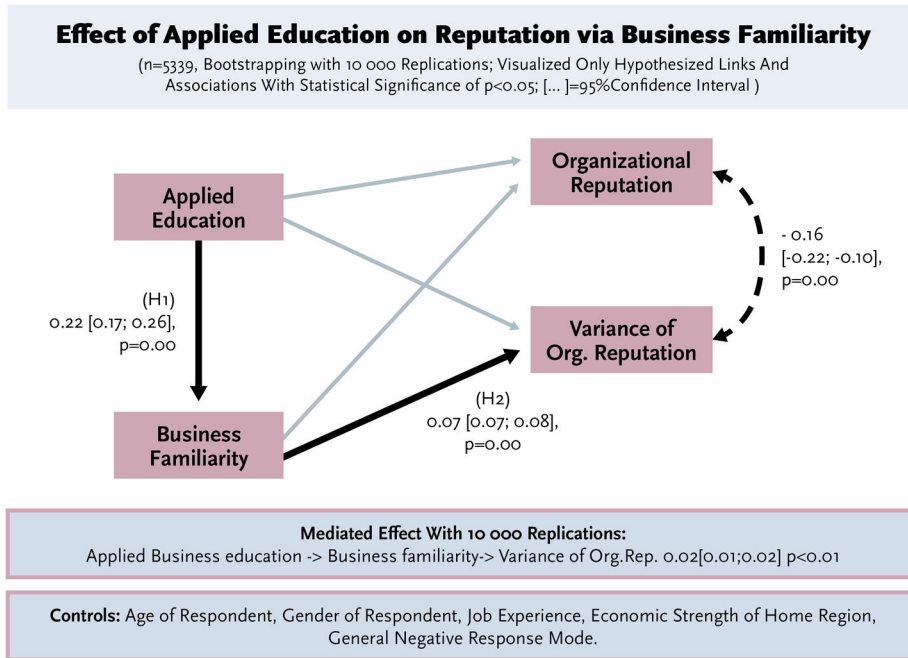 Effect of Applied Education on Reputation via Business Familiarity
(n=5339, Bootstrapping with 10 000 Replications; Visualized Only Hypothesized Links And
Associations With Statistical Significance of p<0.05; [... ]=95%Confidence Interval )
Organizational
Reputation
Applied
Education
- 0.16
[-0.22; -0.10],
p=0.00
(H1)
0.22 [0.17; 0.26],
p=0.00
Variance of
Org. Reputation
(H2)
0.07 [0.07; 0.08],
p=0.00
Business
Familiarity
Mediated Effect With 10 000 Replications:
Applied Business education -> Business familiarity-> Variance of Org.Rep. 0.02[0.01;0.02] p<0.01
Controls: Age of Respondent, Gender of Respondent, Job Experience, Economic Strength of Home Region,
General Negative Response Mode.